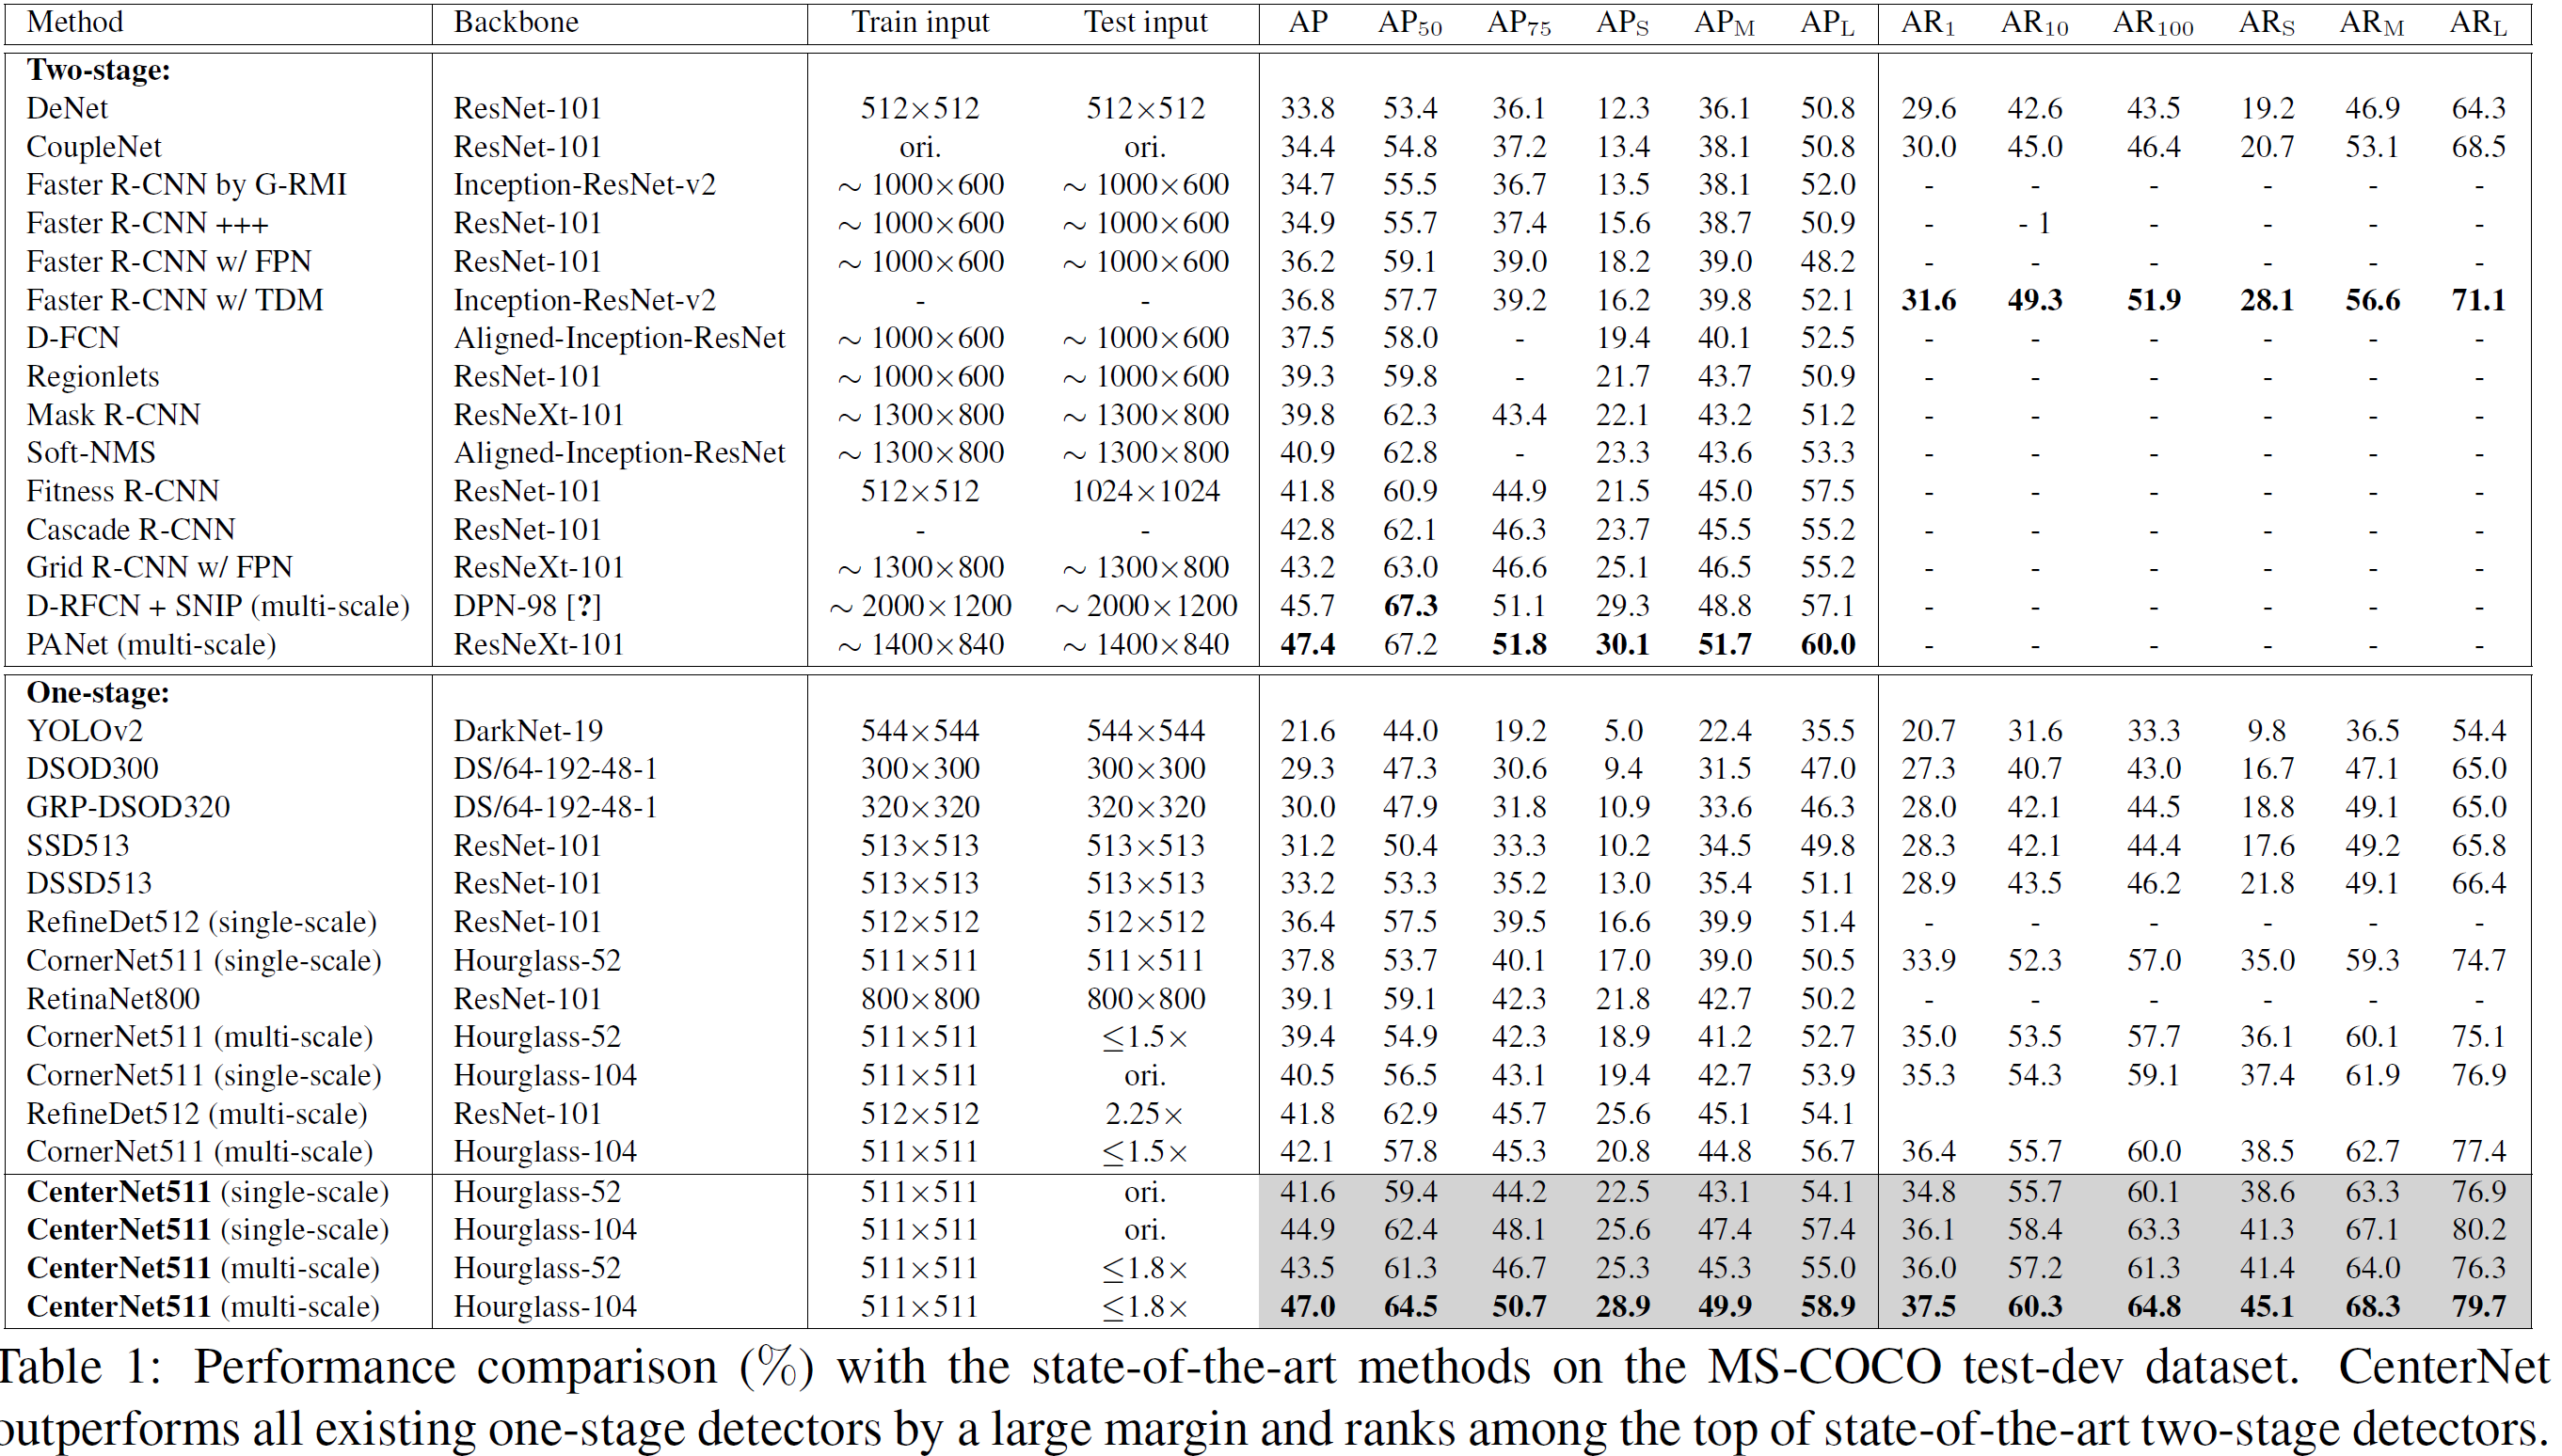 Method Backbone Train input Test input AP AP50 AP75 APS APM APL AR1 AR10 AR100 ARS ARM ARL
Two-stage:
DeNet ResNet-101 512×512 512×512 33.8 53.4 36.1 12.3 36.1 50.8 29.6 42.6 43.5 19.2 46.9 64.3
CoupleNet ResNet-101 ori. ori. 34.4 54.8 37.2 13.4 38.1 50.8 30.0 45.0 46.4 20.7 53.1 68.5
Faster R-CNN by G-RMI Inception-ResNet-v2 ∼ 1000×600 ∼ 1000×600 34.7 55.5 36.7 13.5 38.1 52.0 - - - - - -
Faster R-CNN +++ ResNet-101 ∼ 1000×600 ∼ 1000×600 34.9 55.7 37.4 15.6 38.7 50.9 - - 1 - - - -
Faster R-CNN w/ FPN ResNet-101 ∼ 1000×600 ∼ 1000×600 36.2 59.1 39.0 18.2 39.0 48.2 - - - - - -
Faster R-CNN w/ TDM Inception-ResNet-v2 - - 36.8 57.7 39.2 16.2 39.8 52.1 31.6 49.3 51.9 28.1 56.6 71.1
D-FCN Aligned-Inception-ResNet ∼ 1000×600 ∼ 1000×600 37.5 58.0 - 19.4 40.1 52.5 - - - - - -
Regionlets ResNet-101 ∼ 1000×600 ∼ 1000×600 39.3 59.8 - 21.7 43.7 50.9 - - - - - -
Mask R-CNN ResNeXt-101 ∼ 1300×800 ∼ 1300×800 39.8 62.3 43.4 22.1 43.2 51.2 - - - - - -
Soft-NMS Aligned-Inception-ResNet ∼ 1300×800 ∼ 1300×800 40.9 62.8 - 23.3 43.6 53.3 - - - - - -
Fitness R-CNN ResNet-101 512×512 1024×1024 41.8 60.9 44.9 21.5 45.0 57.5 - - - - - -
Cascade R-CNN ResNet-101 - - 42.8 62.1 46.3 23.7 45.5 55.2 - - - - - -
Grid R-CNN w/ FPN ResNeXt-101 ∼ 1300×800 ∼ 1300×800 43.2 63.0 46.6 25.1 46.5 55.2 - - - - - -
D-RFCN + SNIP (multi-scale) DPN-98 [?] ∼ 2000×1200 ∼ 2000×1200 45.7 67.3 51.1 29.3 48.8 57.1 - - - - - -
PANet (multi-scale) ResNeXt-101 ∼ 1400×840 ∼ 1400×840 47.4 67.2 51.8 30.1 51.7 60.0 - - - - - -
One-stage:
YOLOv2 DarkNet-19 544×544 544×544 21.6 44.0 19.2 5.0 22.4 35.5 20.7 31.6 33.3 9.8 36.5 54.4
DSOD300 DS/64-192-48-1 300×300 300×300 29.3 47.3 30.6 9.4 31.5 47.0 27.3 40.7 43.0 16.7 47.1 65.0
GRP-DSOD320 DS/64-192-48-1 320×320 320×320 30.0 47.9 31.8 10.9 33.6 46.3 28.0 42.1 44.5 18.8 49.1 65.0
SSD513 ResNet-101 513×513 513×513 31.2 50.4 33.3 10.2 34.5 49.8 28.3 42.1 44.4 17.6 49.2 65.8
DSSD513 ResNet-101 513×513 513×513 33.2 53.3 35.2 13.0 35.4 51.1 28.9 43.5 46.2 21.8 49.1 66.4
RefineDet512 (single-scale) ResNet-101 512×512 512×512 36.4 57.5 39.5 16.6 39.9 51.4 - - - - - -
CornerNet511 (single-scale) Hourglass-52 511×511 511×511 37.8 53.7 40.1 17.0 39.0 50.5 33.9 52.3 57.0 35.0 59.3 74.7
RetinaNet800 ResNet-101 800×800 800×800 39.1 59.1 42.3 21.8 42.7 50.2 - - - - - -
CornerNet511 (multi-scale) Hourglass-52 511×511 ≤1.5× 39.4 54.9 42.3 18.9 41.2 52.7 35.0 53.5 57.7 36.1 60.1 75.1
CornerNet511 (single-scale) Hourglass-104 511×511 ori. 40.5 56.5 43.1 19.4 42.7 53.9 35.3 54.3 59.1 37.4 61.9 76.9
RefineDet512 (multi-scale) ResNet-101 512×512 2.25× 41.8 62.9 45.7 25.6 45.1 54.1
CornerNet511 (multi-scale) Hourglass-104 511×511 ≤1.5× 42.1 57.8 45.3 20.8 44.8 56.7 36.4 55.7 60.0 38.5 62.7 77.4
CenterNet511 (single-scale) Hourglass-52 511×511 ori. 41.6 59.4 44.2 22.5 43.1 54.1 34.8 55.7 60.1 38.6 63.3 76.9
CenterNet511 (single-scale) Hourglass-104 511×511 ori. 44.9 62.4 48.1 25.6 47.4 57.4 36.1 58.4 63.3 41.3 67.1 80.2
CenterNet511 (multi-scale) Hourglass-52 511×511 ≤1.8× 43.5 61.3 46.7 25.3 45.3 55.0 36.0 57.2 61.3 41.4 64.0 76.3
CenterNet511 (multi-scale) Hourglass-104 511×511 ≤1.8× 47.0 64.5 50.7 28.9 49.9 58.9 37.5 60.3 64.8 45.1 68.3 79.7
Table 1: Performance comparison (%) with the state-of-the-art methods on the MS-COCO test-dev dataset. CenterNet
outperforms all existing one-stage detectors by a large margin and ranks among the top of state-of-the-art two-stage detectors.